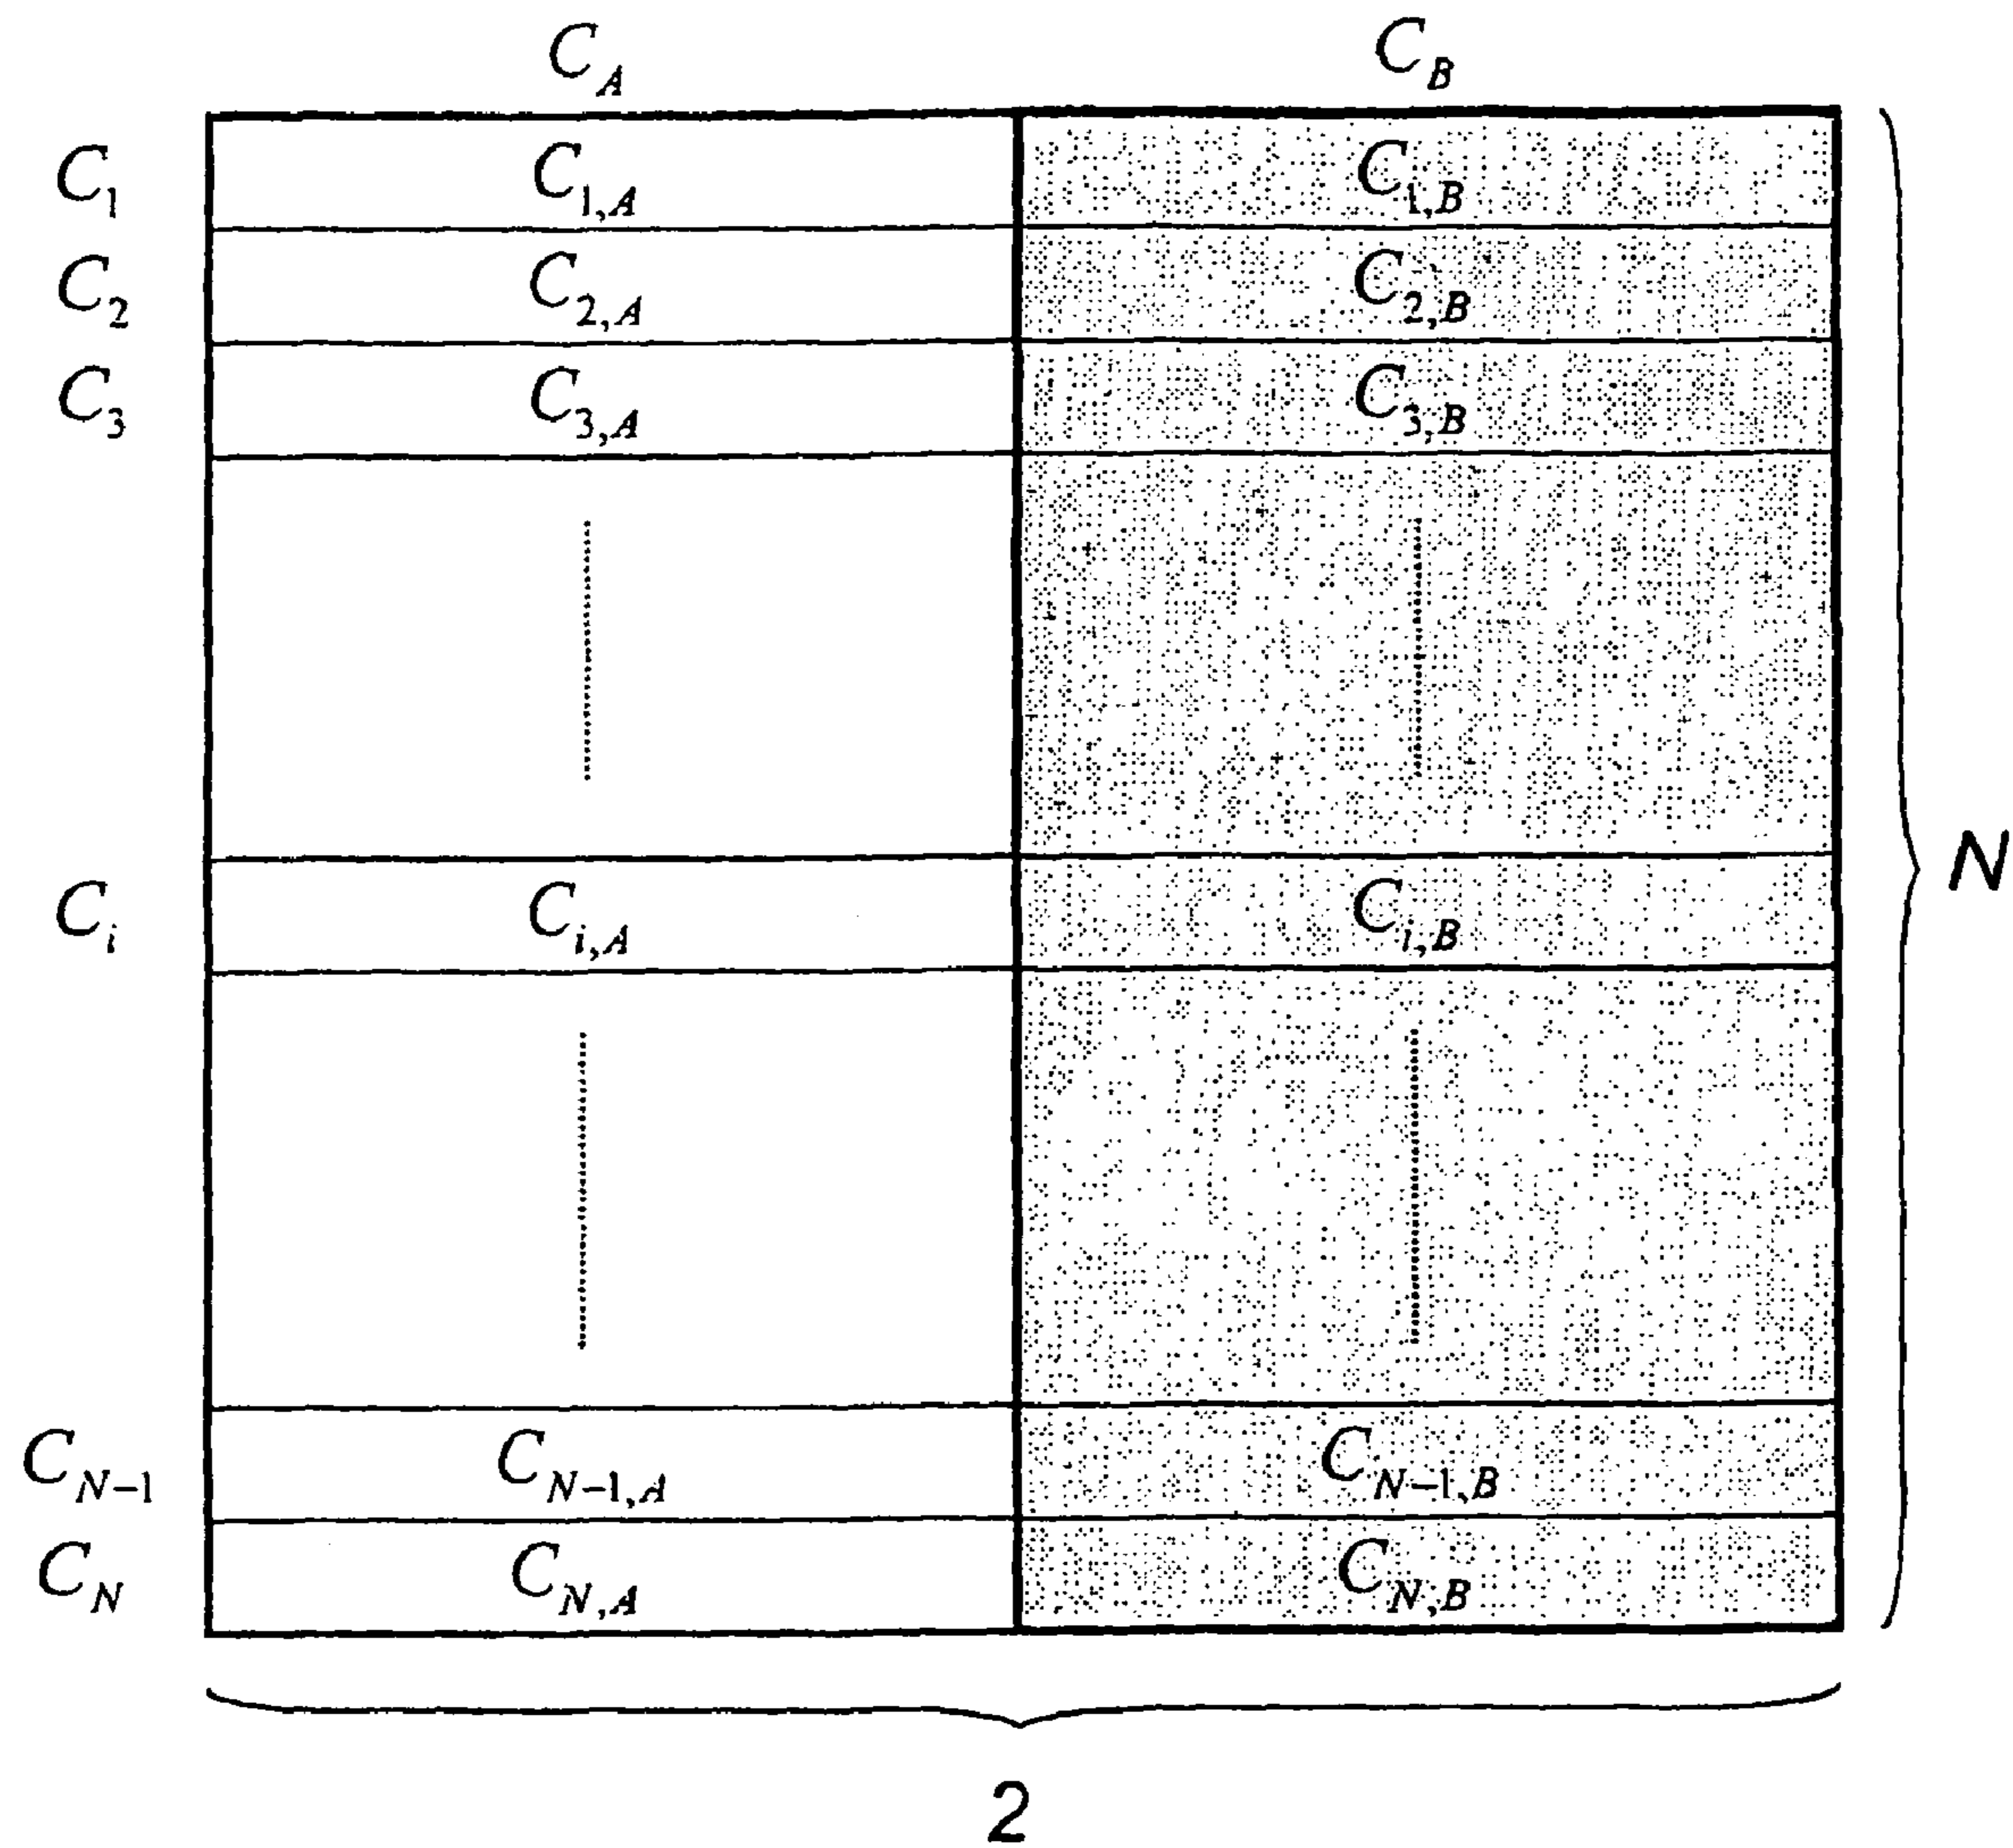 C_A C_B
C_1 C_{1,A} C_{1,B}
C_2 C_{2,A} C_{2,B}
C_3 C_{3,A} C_{3,B}
C_i C_{i,A} C_{i,B}
N
C_{N-1} C_{N-1,A} C_{N-1,B}
C_N C_{N,A} C_{N,B}
2